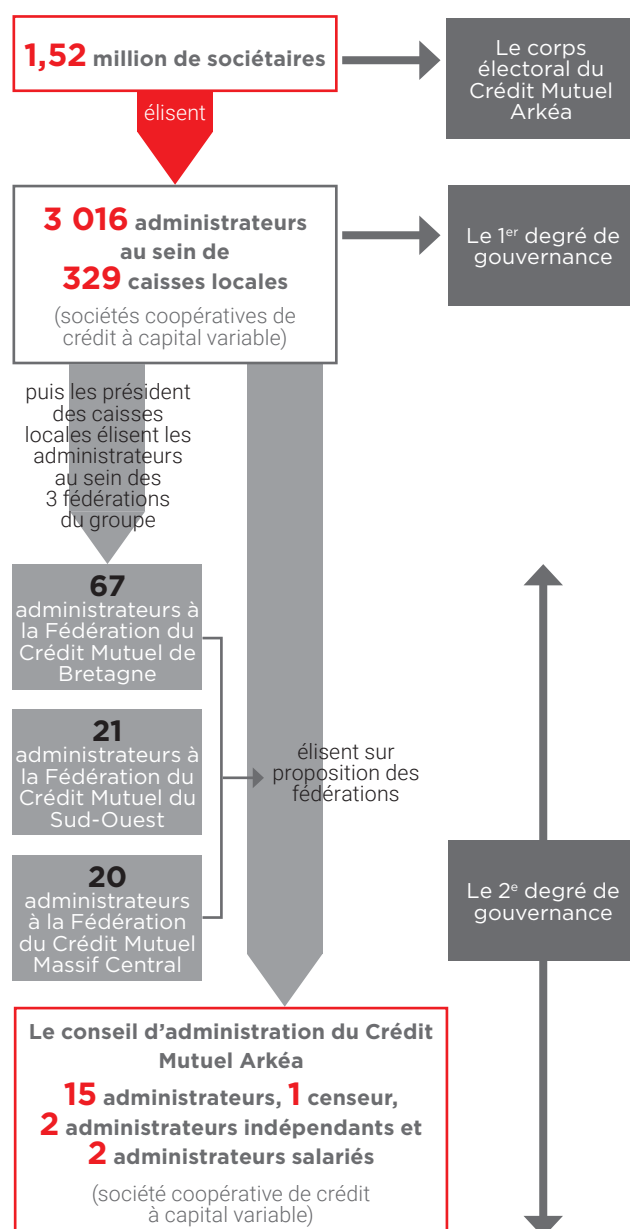 1,52 million de sociétaires
Le corps
électoral du
Crédit Mutuel
Arkéa
élisent
3 016 administrateurs
au sein de
329 caisses locales
(sociétés coopératives de
crédit à capital variable)
Le 1er degré de
gouvernance
puis les président
des caisses
locales élisent les
administrateurs
au sein des
3 fédérations
du groupe
67
administrateurs à
la Fédération du
Crédit Mutuel de
Bretagne
21
administrateurs à
la Fédération du
Crédit Mutuel du
Sud-Ouest
20
administrateurs
à la Fédération
du Crédit Mutuel
Massif Central
élisent sur
proposition des
fédérations
Le 2e degré de
gouvernance
Le conseil d’administration du Crédit
Mutuel Arkéa
15 administrateurs, 1 censeur,
2 administrateurs indépendants et
2 administrateurs salariés
(société coopérative de crédit
à capital variable)